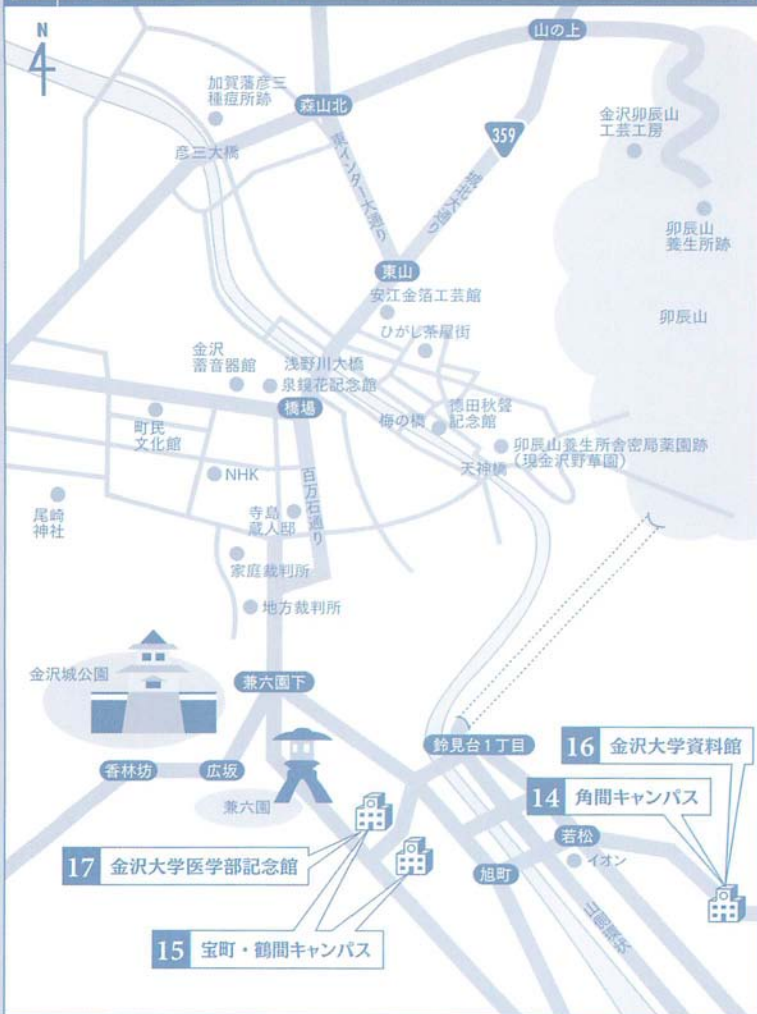 N
山の上
加賀藩彦三
種痘所跡
森山北
金沢卯辰山
工芸工房
359
彦三大橋
東インター大通り
城北大通り
卯辰山
養生所跡
東山
安江金箔工芸館
卯辰山
ひがし茶屋街
金沢
蓄音器館
浅野川大橋
泉鏡花記念館
橋場
徳田秋聲
記念館
梅の橋
町民
文化館
卯辰山養生所舎密局薬園跡
(現金沢野草園)
天神橋
NHK
百万石通り
尾崎
神社
寺島
蔵人邸
家庭裁判所
地方裁判所
金沢城公園
兼六園下
鈴見台1丁目
16 金沢大学資料館
香林坊
広坂
14 角間キャンパス
兼六園
若松
イオン
17 金沢大学医学部記念館
旭町
山側環状
15 宝町・鶴間キャンパス